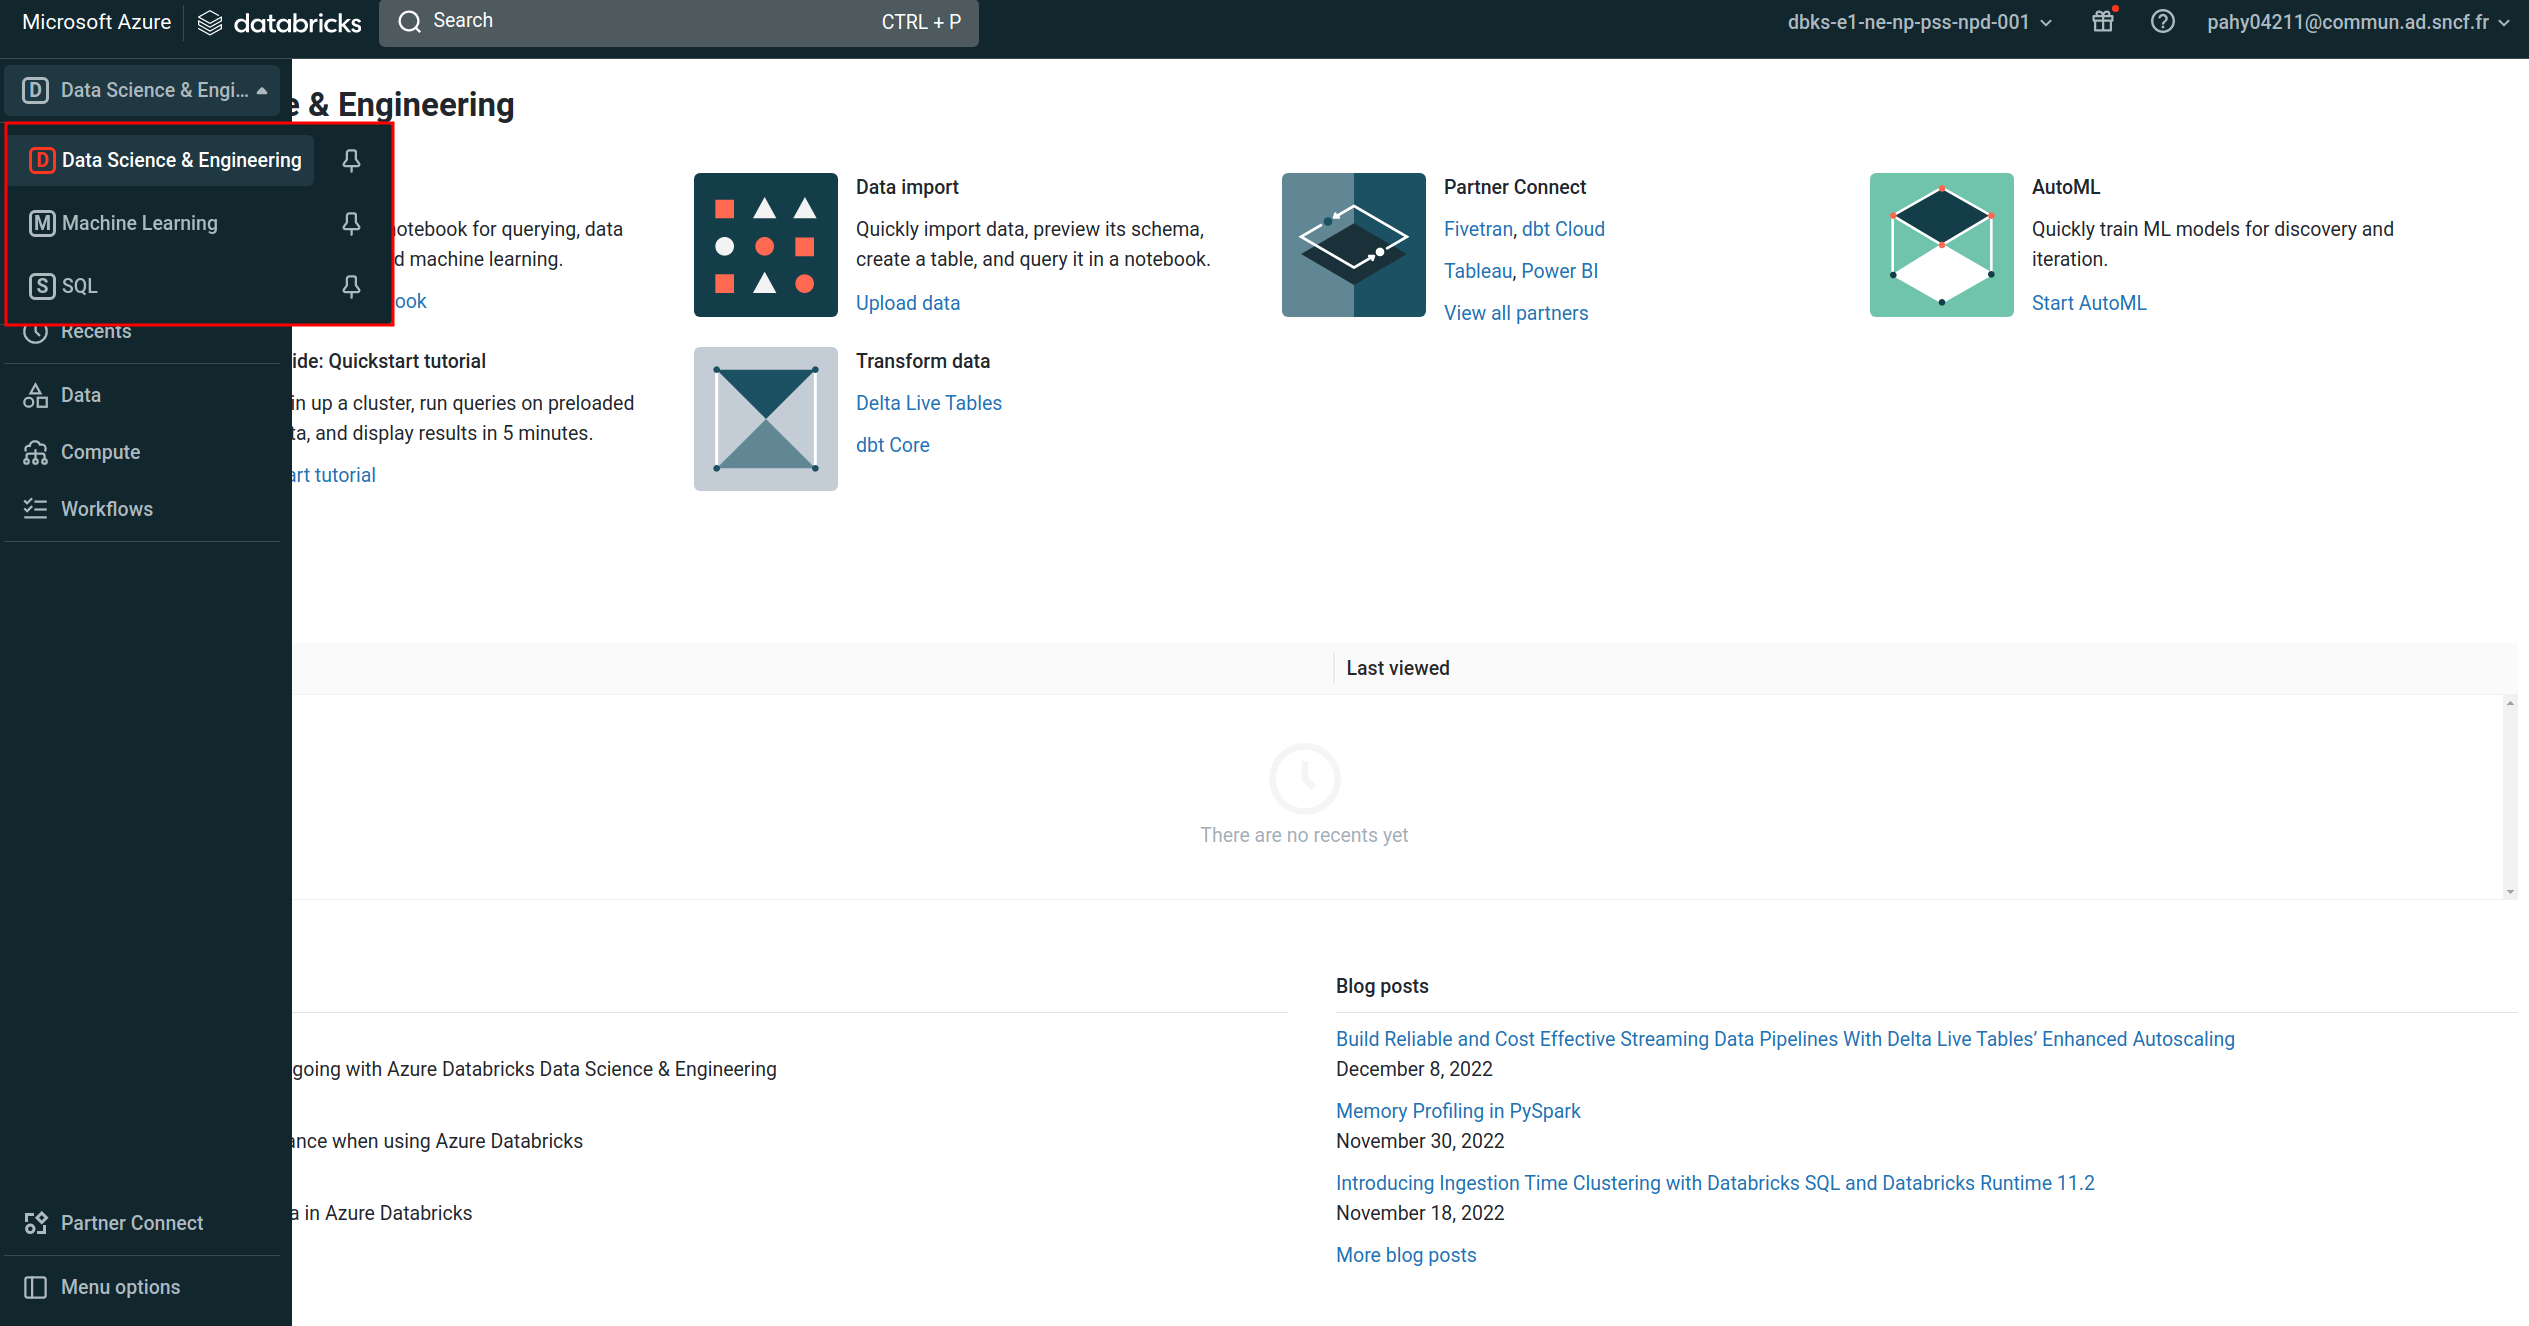 Microsoft Azure databricks Search CTRL + P dbks-e1-ne-np-pss-npd-001 pahy04211@commun.ad.sncf.fr
D Data Science & Engi...
e & Engineering
D Data Science & Engineering
M Machine Learning
S SQL
Recents
Data
Compute
Workflows
Partner Connect
Menu options
notebook for querying, data
d machine learning.
ook
Data import
Quickly import data, preview its schema,
create a table, and query it in a notebook.
Upload data
Partner Connect
Fivetran, dbt Cloud
Tableau, Power BI
View all partners
AutoML
Quickly train ML models for discovery and
iteration.
Start AutoML
ide: Quickstart tutorial
in up a cluster, run queries on preloaded
ta, and display results in 5 minutes.
art tutorial
Transform data
Delta Live Tables
dbt Core
Last viewed
There are no recents yet
going with Azure Databricks Data Science & Engineering
ance when using Azure Databricks
a in Azure Databricks
Blog posts
Build Reliable and Cost Effective Streaming Data Pipelines With Delta Live Tables’ Enhanced Autoscaling
December 8, 2022
Memory Profiling in PySpark
November 30, 2022
Introducing Ingestion Time Clustering with Databricks SQL and Databricks Runtime 11.2
November 18, 2022
More blog posts